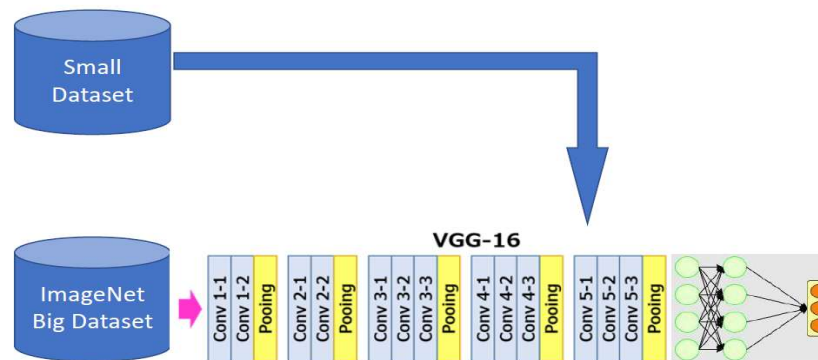 Small
Dataset
VGG-16
ImageNet
Big Dataset
Conv 1-1
Conv 1-2
Pooing
Conv 2-1
Conv 2-2
Pooing
Conv 3-1
Conv 3-2
Conv 3-3
Pooing
Conv 4-1
Conv 4-2
Conv 4-3
Pooing
Conv 5-1
Conv 5-2
Conv 5-3
Pooing